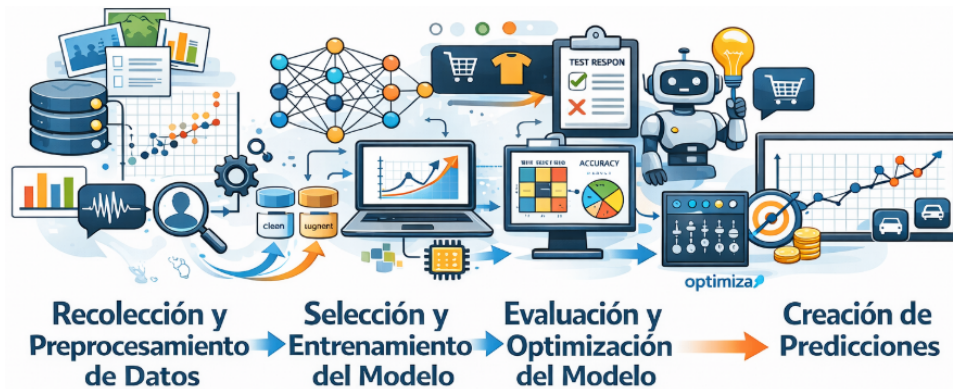 TEST RESPON
ACCURACY
clean
augment
optimiza
Recolección y
Preprocesamiento
de Datos
Selección y
Entrenamiento
del Modelo
Evaluación y
Optimización
del Modelo
Creación de
Predicciones